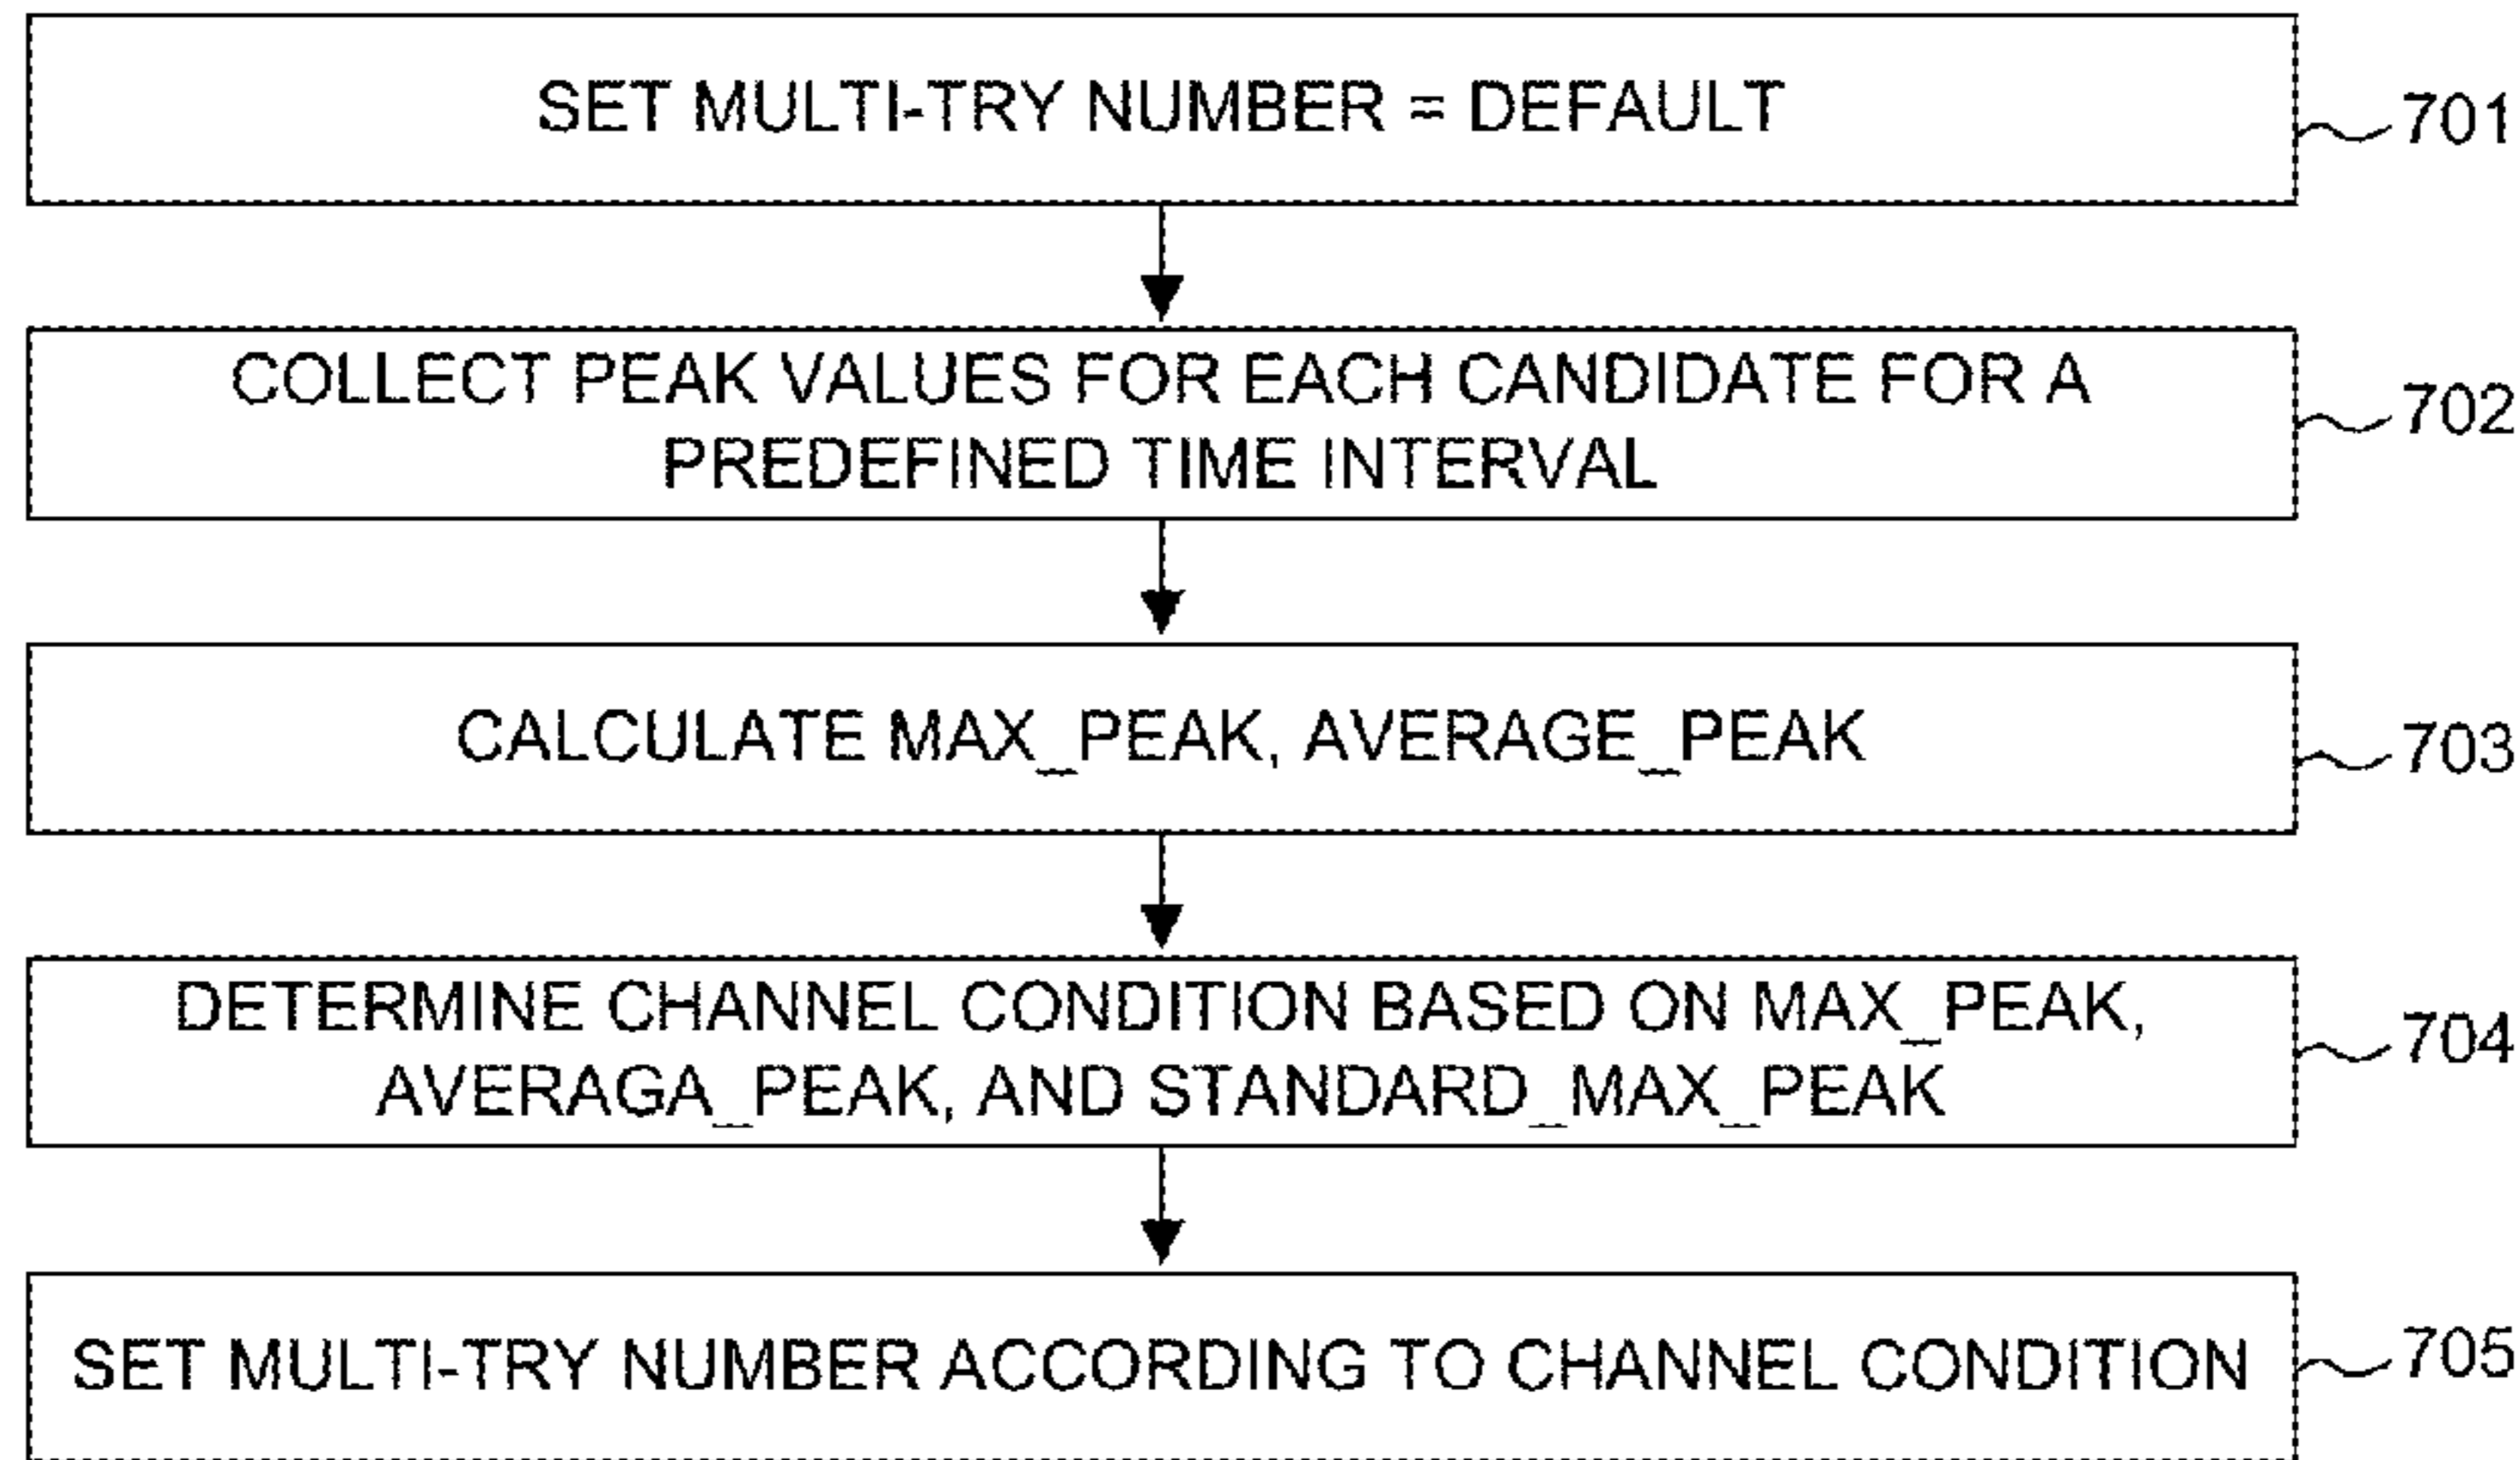 SET MULTI-TRY NUMBER = DEFAULT
701
COLLECT PEAK VALUES FOR EACH CANDIDATE FOR A
PREDEFINED TIME INTERVAL
702
CALCULATE MAX_PEAK, AVERAGE_PEAK
703
DETERMINE CHANNEL CONDITION BASED ON MAX_PEAK,
AVERAGA_PEAK, AND STANDARD_MAX_PEAK
704
SET MULTI-TRY NUMBER ACCORDING TO CHANNEL CONDITION
705